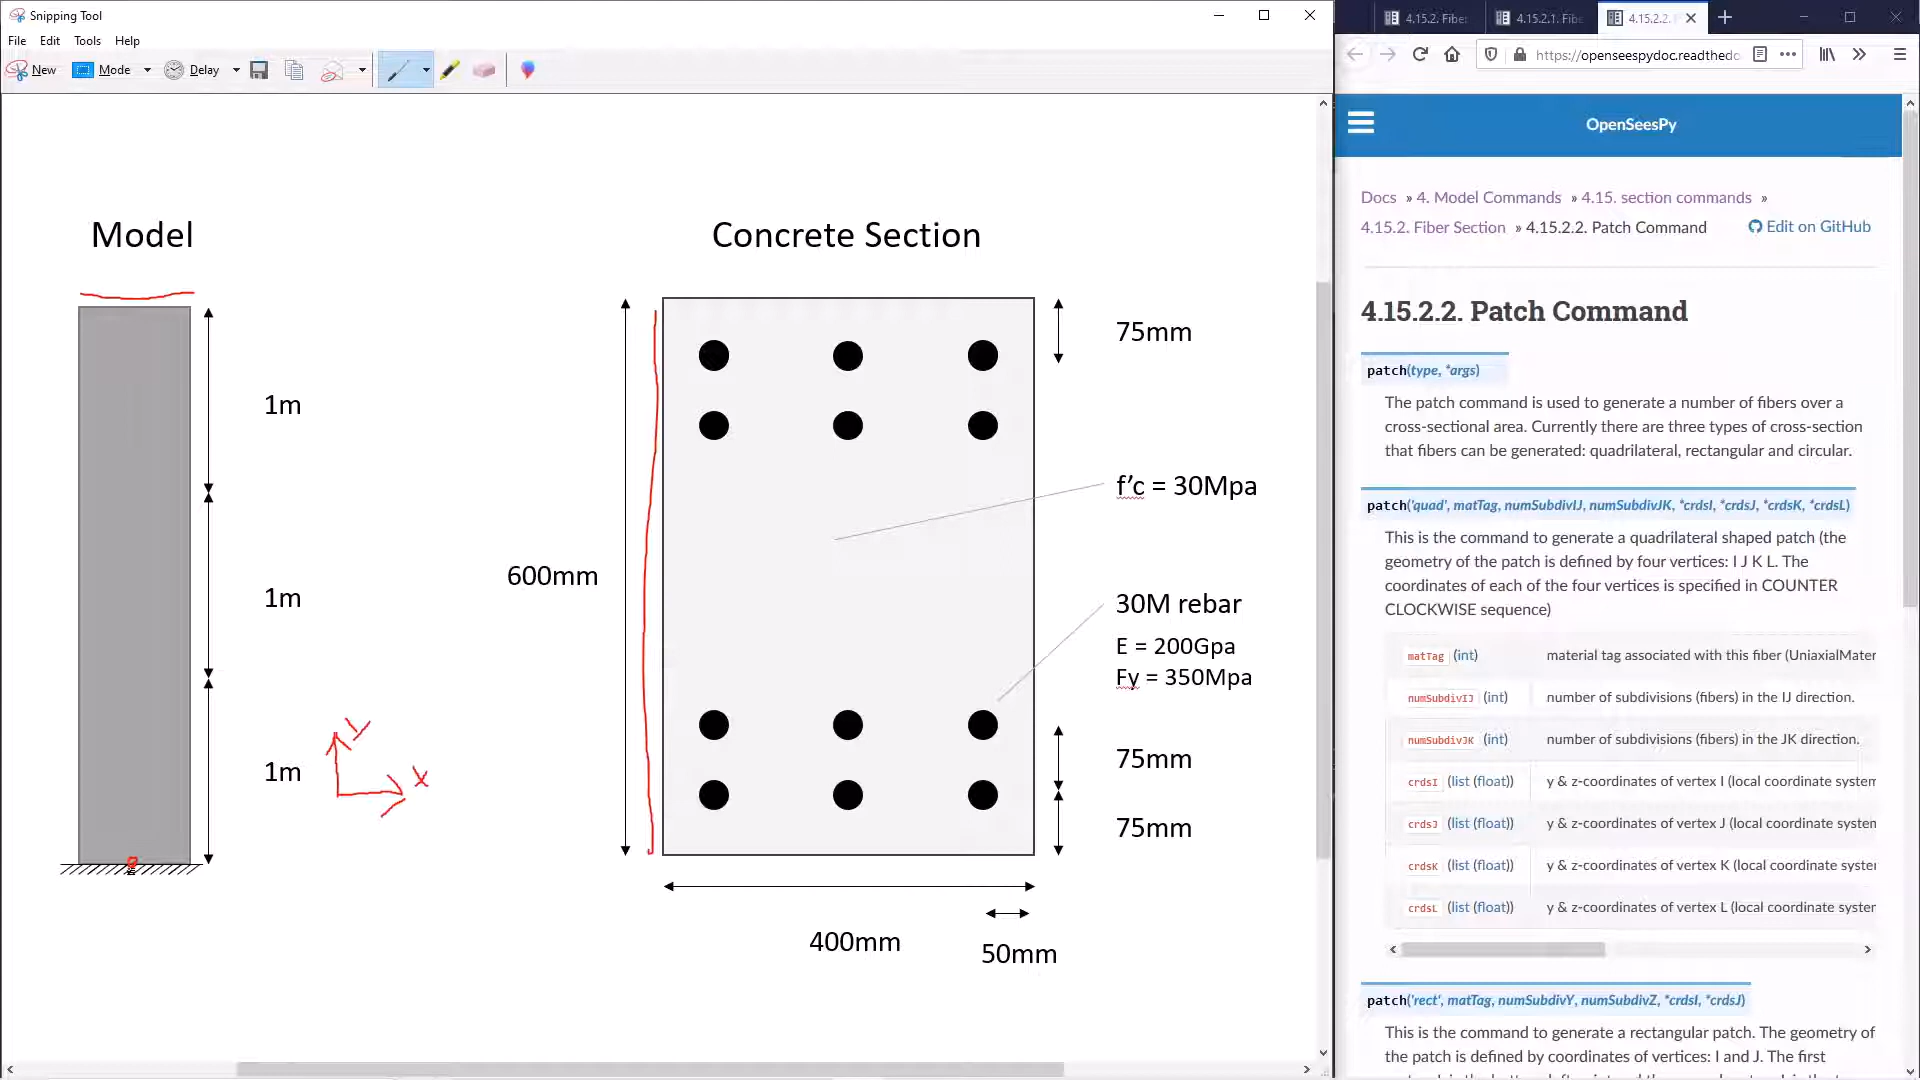 Snipping Tool
File Edit Tools Help
New Mode Delay
Model
Concrete Section
1m
1m
1m
y
x
600mm
75mm
f'c = 30Mpa
30M rebar
E = 200Gpa
Fy = 350Mpa
75mm
75mm
400mm
50mm
4.15.2. Fibe
4.15.2.1. Fib
4.15.2.2.
https://openseespydoc.readthedo
OpenSeesPy
Docs » 4. Model Commands » 4.15. section commands »
4.15.2. Fiber Section » 4.15.2.2. Patch Command Edit on GitHub
4.15.2.2. Patch Command
patch(type, *args)
The patch command is used to generate a number of fibers over a
cross-sectional area. Currently there are three types of cross-section
that fibers can be generated: quadrilateral, rectangular and circular.
patch('quad', matTag, numSubdivIJ, numSubdivJK, *crdsI, *crdsJ, *crdsK, *crdsL)
This is the command to generate a quadrilateral shaped patch (the
geometry of the patch is defined by four vertices: I J K L. The
coordinates of each of the four vertices is specified in COUNTER
CLOCKWISE sequence)
matTag (int) material tag associated with this fiber (UniaxialMater
numSubdivIJ (int) number of subdivisions (fibers) in the IJ direction.
numSubdivJK (int) number of subdivisions (fibers) in the JK direction.
crdsI (list (float)) y & z-coordinates of vertex I (local coordinate system
crdsJ (list (float)) y & z-coordinates of vertex J (local coordinate system
crdsK (list (float)) y & z-coordinates of vertex K (local coordinate syste
crdsL (list (float)) y & z-coordinates of vertex L (local coordinate system
patch('rect', matTag, numSubdivY, numSubdivZ, *crdsI, *crdsJ)
This is the command to generate a rectangular patch. The geometry of
the patch is defined by coordinates of vertices: I and J. The first